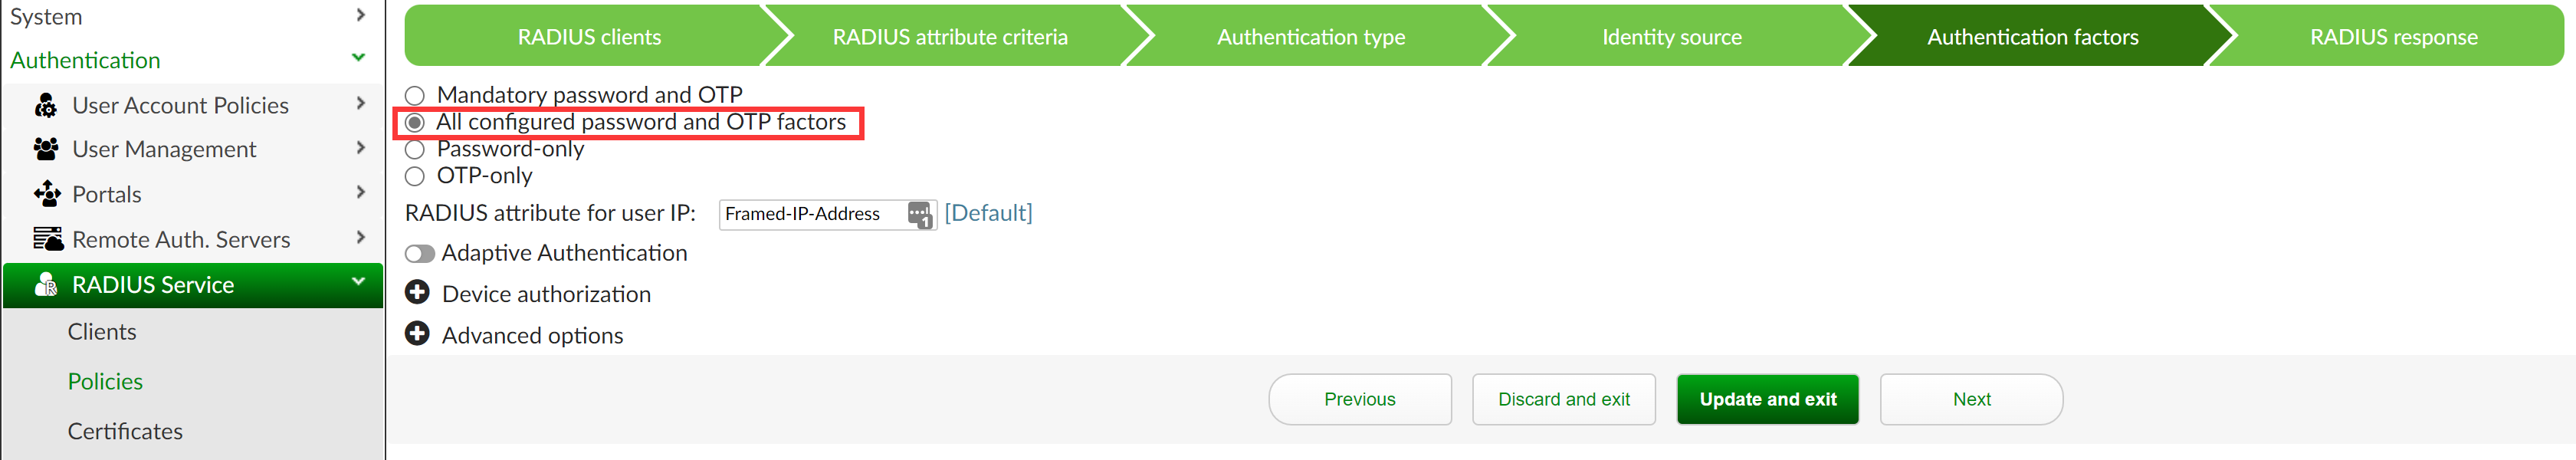 System
Authentication
User Account Policies
User Management
Portals
Remote Auth. Servers
RADIUS Service
Clients
Policies
Certificates
RADIUS clients
RADIUS attribute criteria
Authentication type
Identity source
Authentication factors
RADIUS response
Mandatory password and OTP
All configured password and OTP factors
Password-only
OTP-only
RADIUS attribute for user IP: Framed-IP-Address 1 [Default]
Adaptive Authentication
Device authorization
Advanced options
Previous
Discard and exit
Update and exit
Next